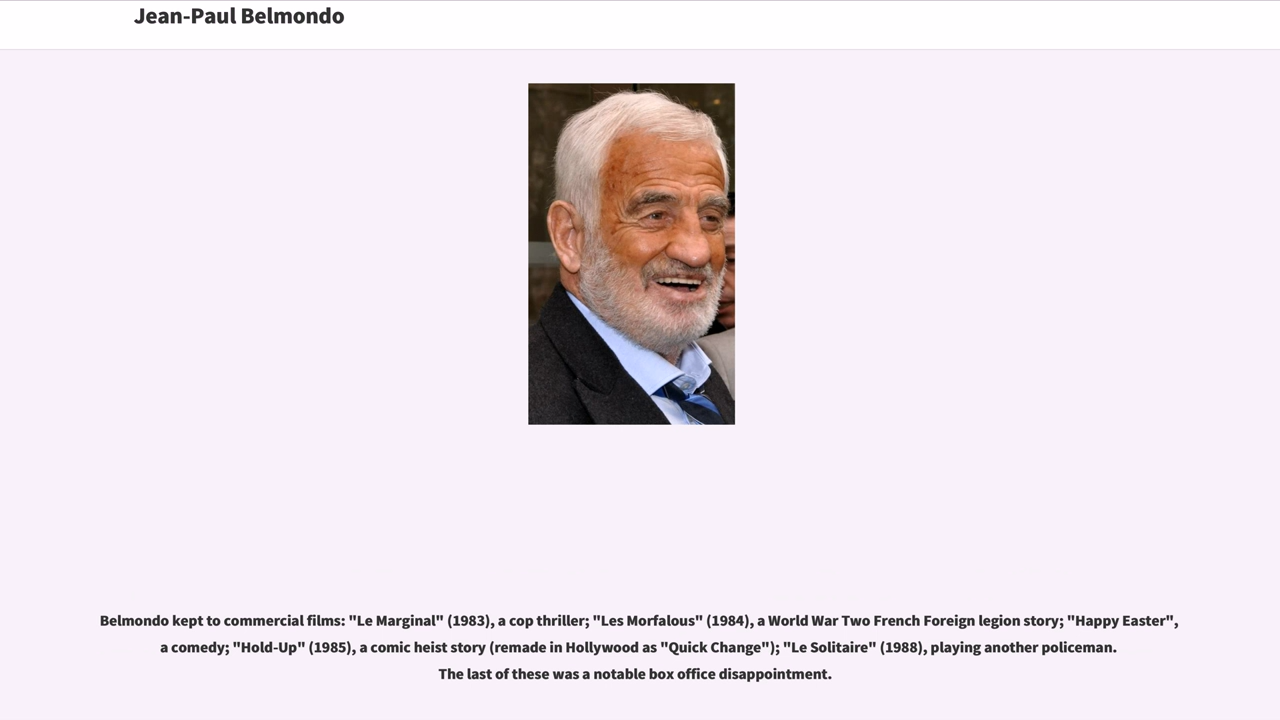 Jean-Paul Belmondo
Belmondo kept to commercial films: "Le Marginal" (1983), a cop thriller; "Les Morfalous" (1984), a World War Two French Foreign legion story; "Happy Easter",
a comedy; "Hold-Up" (1985), a comic heist story (remade in Hollywood as "Quick Change"); "Le Solitaire" (1988), playing another policeman.
The last of these was a notable box office disappointment.